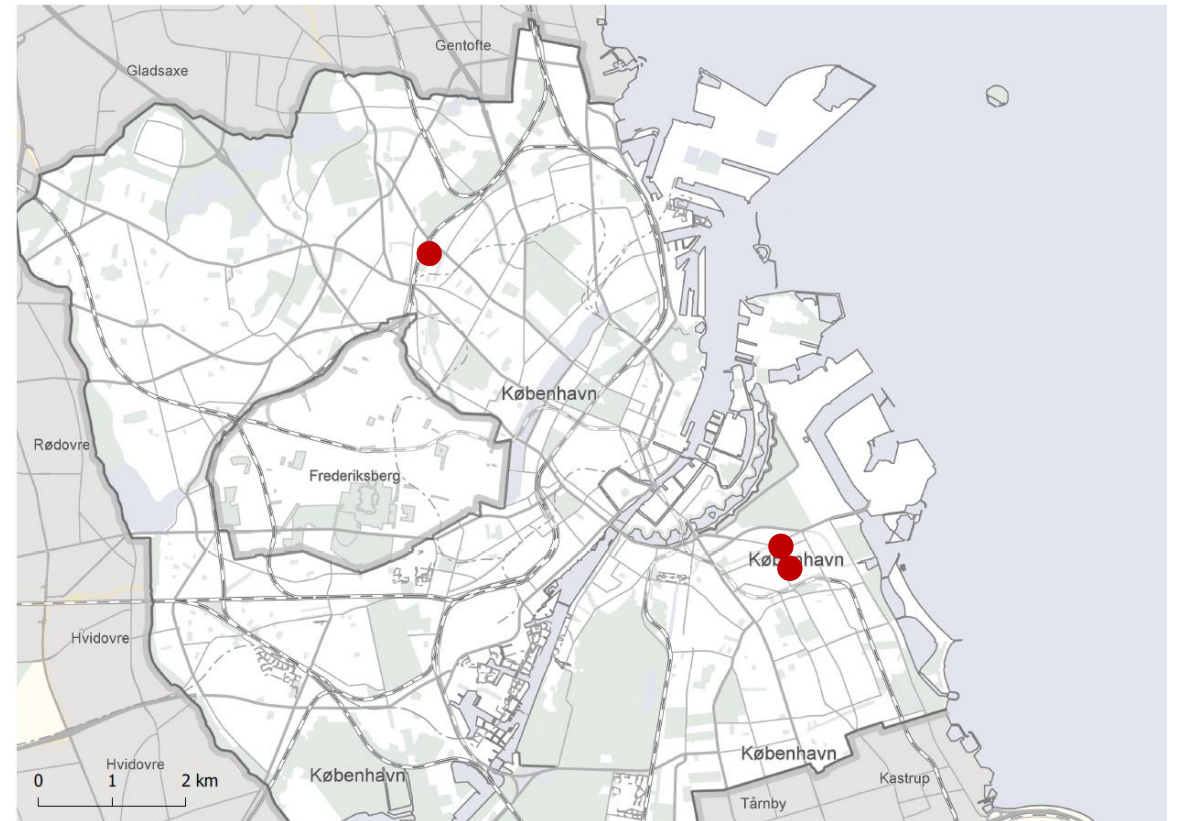 Gentofte
Gladsaxe
København
Rødovre
Frederiksberg
København
Hvidovre
København
Hvidovre
København
Kastrup
Tårnby
0 1 2 km